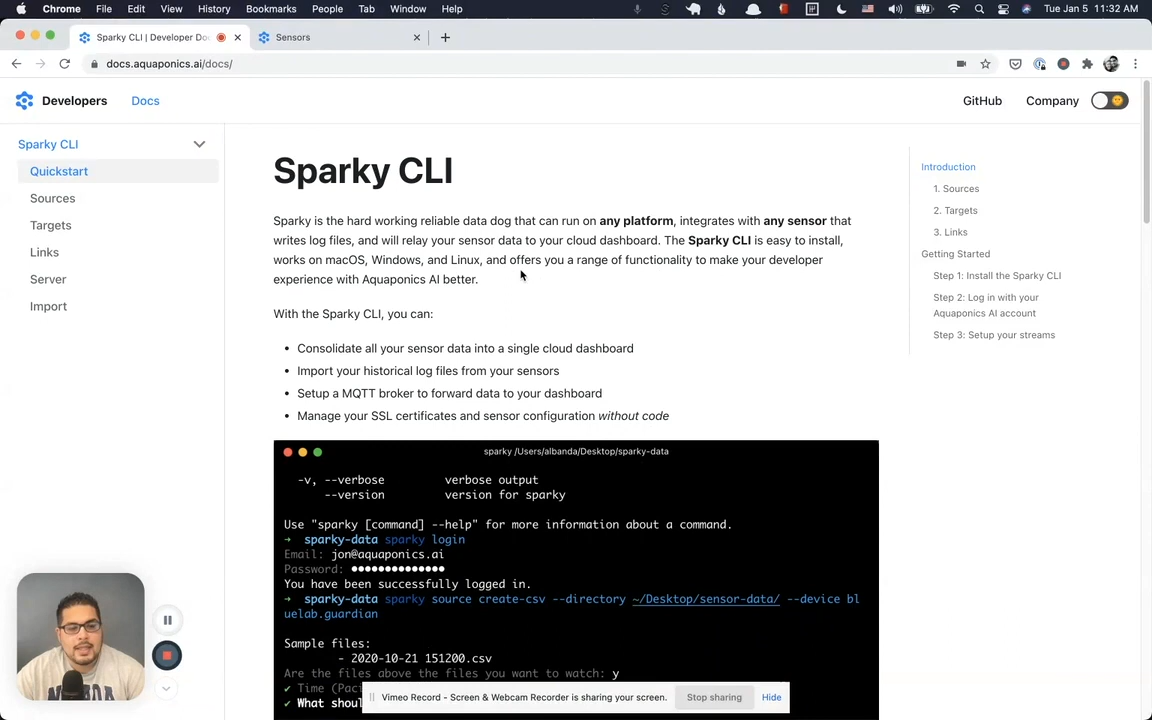 Chrome File Edit View History Bookmarks People Tab Window Help Tue Jan 5 11:32 AM
Sparky CLI | Developer Do
Sensors
docs.aquaponics.ai/docs/
Developers Docs GitHub Company
Sparky CLI
Quickstart
Sources
Targets
Links
Server
Import
Sparky CLI
Sparky is the hard working reliable data dog that can run on any platform, integrates with any sensor that
writes log files, and will relay your sensor data to your cloud dashboard. The Sparky CLI is easy to install,
works on macOS, Windows, and Linux, and offers you a range of functionality to make your developer
experience with Aquaponics AI better.
With the Sparky CLI, you can:
• Consolidate all your sensor data into a single cloud dashboard
• Import your historical log files from your sensors
• Setup a MQTT broker to forward data to your dashboard
• Manage your SSL certificates and sensor configuration without code
sparky /Users/albanda/Desktop/sparky-data
-v, --verbose verbose output
--version version for sparky
Use "sparky [command] --help" for more information about a command.
→ sparky-data sparky login
Email: jon@aquaponics.ai
Password: ••••••••••••••
You have been successfully logged in.
→ sparky-data sparky source create-csv --directory ~/Desktop/sensor-data/ --device bl
uelab.guardian
Sample files:
- 2020-10-21 151200.csv
Are the files above the files you want to watch: y
✔ Time (Paci
✔ What shou
Introduction
1. Sources
2. Targets
3. Links
Getting Started
Step 1: Install the Sparky CLI
Step 2: Log in with your
Aquaponics AI account
Step 3: Setup your streams
Vimeo Record - Screen & Webcam Recorder is sharing your screen. Stop sharing Hide